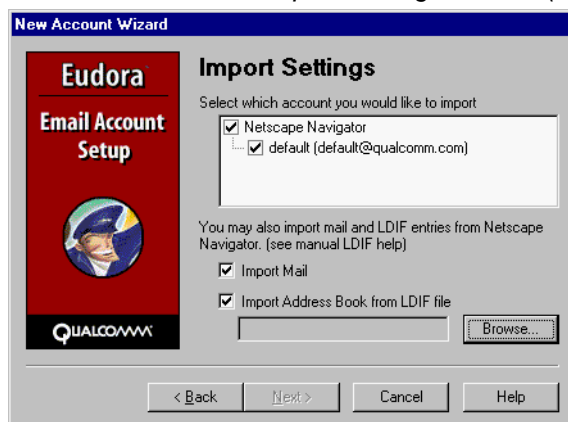 New Account Wizard
Eudora
Email Account
Setup
QUALCOMM
Import Settings
Select which account you would like to import
Netscape Navigator
default (default@qualcomm.com)
You may also import mail and LDIF entries from Netscape
Navigator. (see manual LDIF help)
Import Mail
Import Address Book from LDIF file
Browse...
< Back
Next >
Cancel
Help